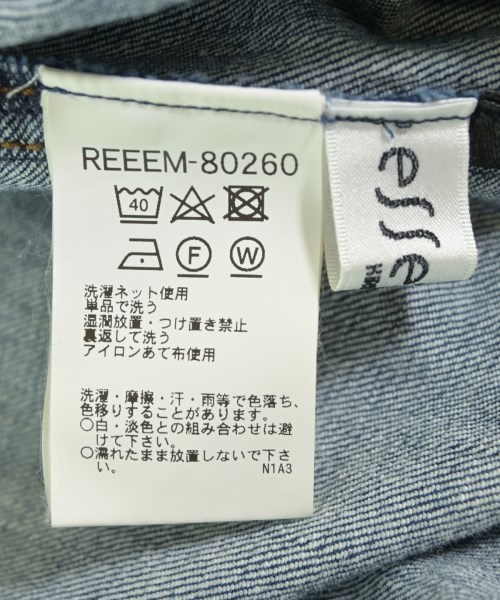 REEEM-80260
40
F
W
洗濯ネット使用
単品で洗う
湿潤放置・つけ置き禁止
裏返して洗う
アイロンあて布使用
洗濯・摩擦・汗・雨等で色落ち、
色移りすることがあります。
○白・淡色との組み合わせは避
けて下さい。
○濡れたまま放置しないで下さ
い。
N1A3